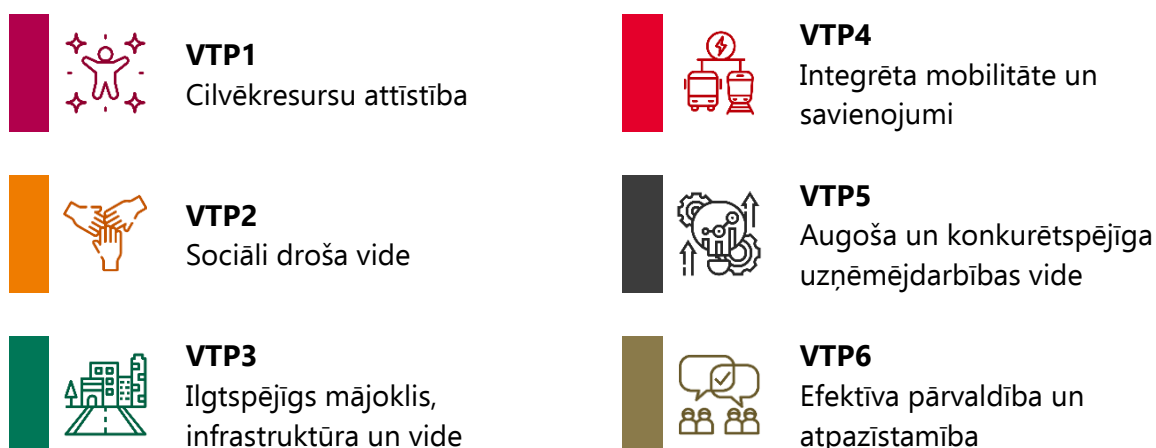 VTP1
Cilvēkresursu attīstība
VTP2
Sociāli droša vide
VTP3
Ilgtspējīgs mājoklis,
infrastruktūra un vide
VTP4
Integrēta mobilitāte un
savienojumi
VTP5
Augoša un konkurētspējīga
uzņēmējdarbības vide
VTP6
Efektīva pārvaldība un
atpazīstamība